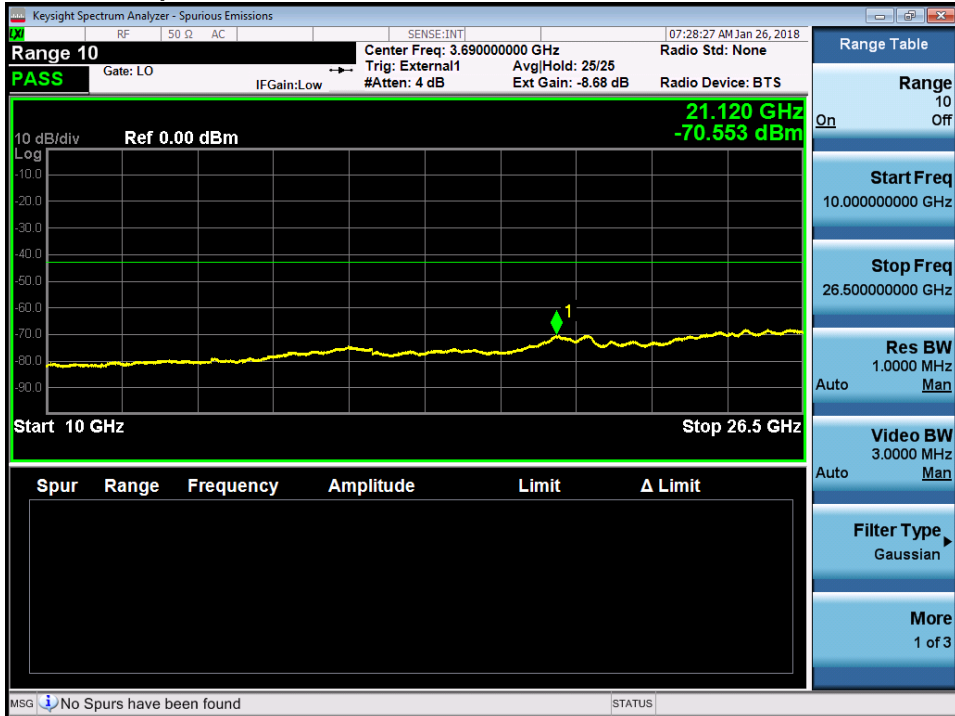 Keysight Spectrum Analyzer - Spurious Emissions
LXI RF 50 Ω AC SENSE:INT 07:28:27 AM Jan 26, 2018
Range 10 Center Freq: 3.690000000 GHz Radio Std: None
PASS Gate: LO Trig: External1 Avg|Hold: 25/25
IFGain:Low #Atten: 4 dB Ext Gain: -8.68 dB Radio Device: BTS
21.120 GHz
-70.553 dBm
10 dB/div Ref 0.00 dBm
Log
-10.0
-20.0
-30.0
-40.0
-50.0
-60.0
1
-70.0
-80.0
-90.0
Start 10 GHz Stop 26.5 GHz
Spur Range Frequency Amplitude Limit Δ Limit
Range Table
Range
10
On Off
Start Freq
10.000000000 GHz
Stop Freq
26.500000000 GHz
Res BW
1.0000 MHz
Auto Man
Video BW
3.0000 MHz
Auto Man
Filter Type
Gaussian
More
1 of 3
MSG No Spurs have been found STATUS